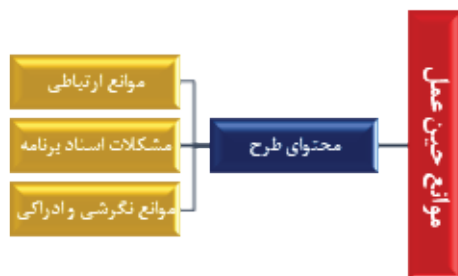 موانع حین عمل
محتوای طرح
موانع ارتباطی
مشکلات اسناد برنامه
موانع نگرشی و ادراکی